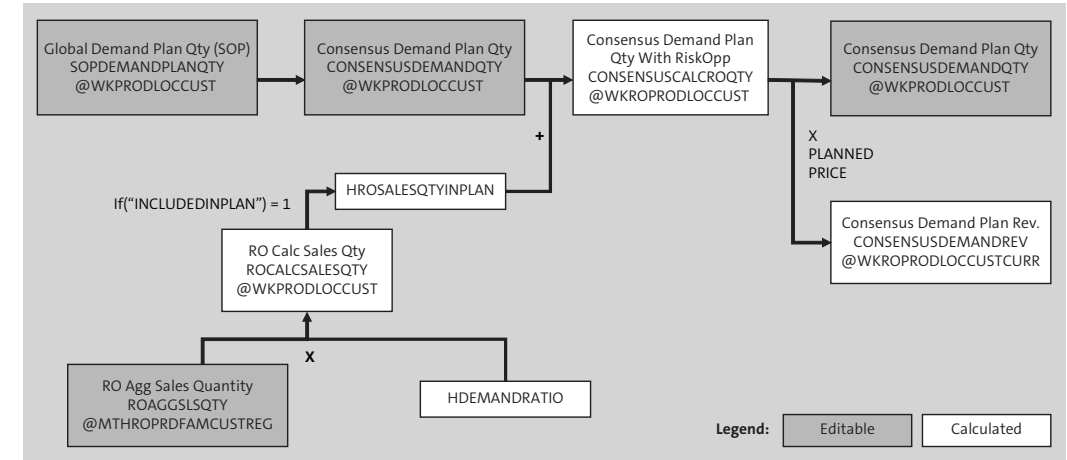 Global Demand Plan Qty (SOP)
SOPDEMANDPLANQTY
@WKPRODLOCCUST
Consensus Demand Plan Qty
CONSENSUSDEMANDQTY
@WKPRODLOCCUST
Consensus Demand Plan
Qty With RiskOpp
CONSENSUSCALCROQTY
@WKROPRODLOCCUST
Consensus Demand Plan Qty
CONSENSUSDEMANDQTY
@WKPRODLOCCUST
+
X
PLANNED
PRICE
If(“INCLUDEDINPLAN”) = 1
HROSALESQTYINPLAN
Consensus Demand Plan Rev.
CONSENSUSDEMANDREV
@WKROPRODLOCCUSTCURR
RO Calc Sales Qty
ROCALCSALESQTY
@WKPRODLOCCUST
X
RO Agg Sales Quantity
ROAGGSLSQTY
@MTHROPRDFAMCUSTREG
HDEMANDRATIO
Legend:
Editable
Calculated